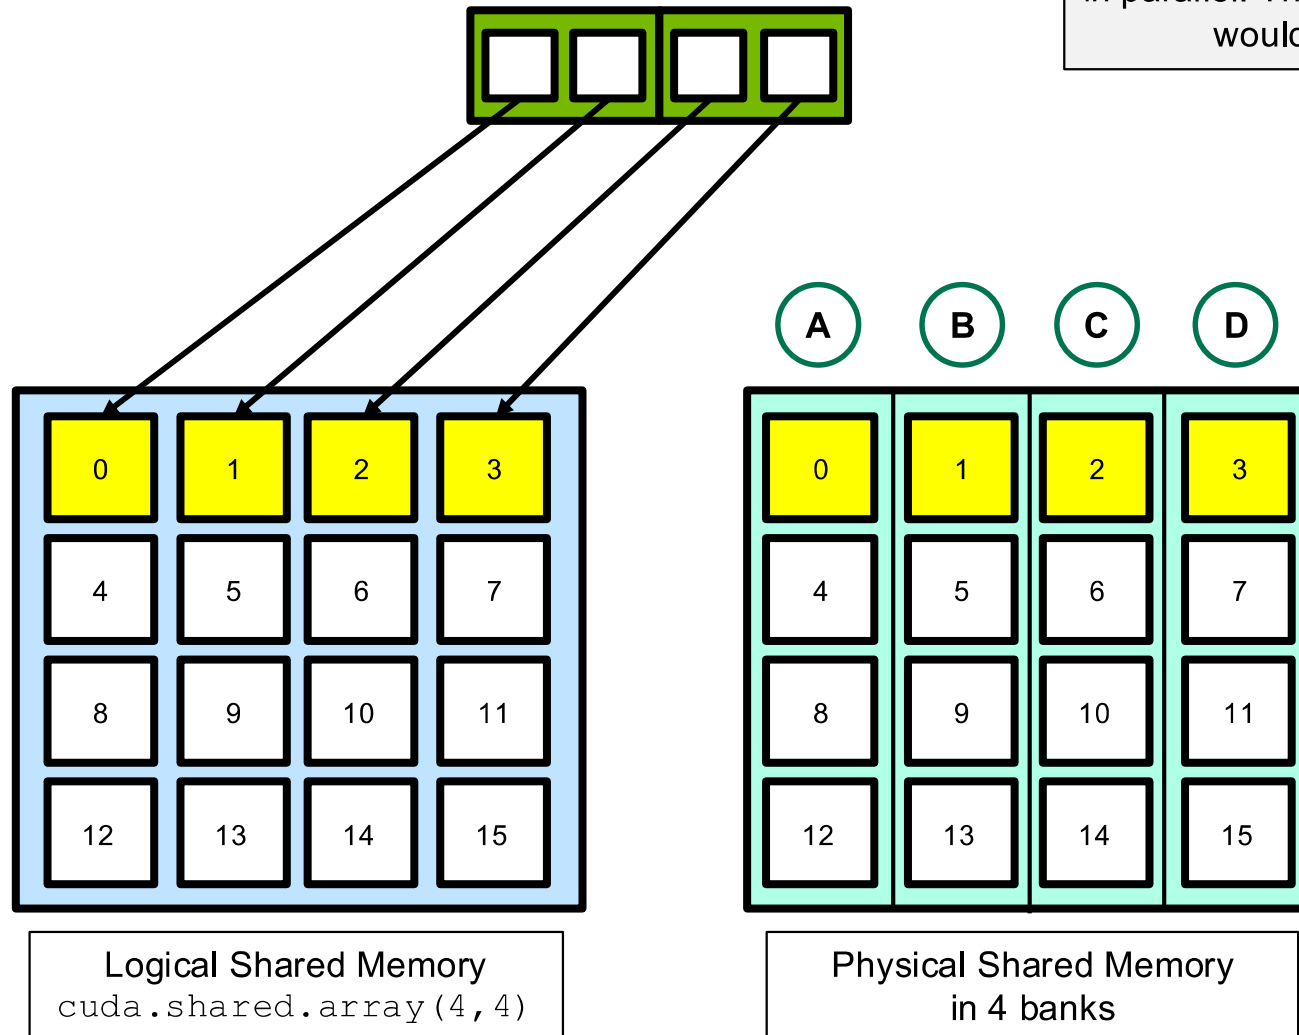 would
A B C D
0 1 2 3
4 5 6 7
8 9 10 11
12 13 14 15
0 1 2 3
4 5 6 7
8 9 10 11
12 13 14 15
Logical Shared Memory
cuda.shared.array(4,4)
Physical Shared Memory
in 4 banks